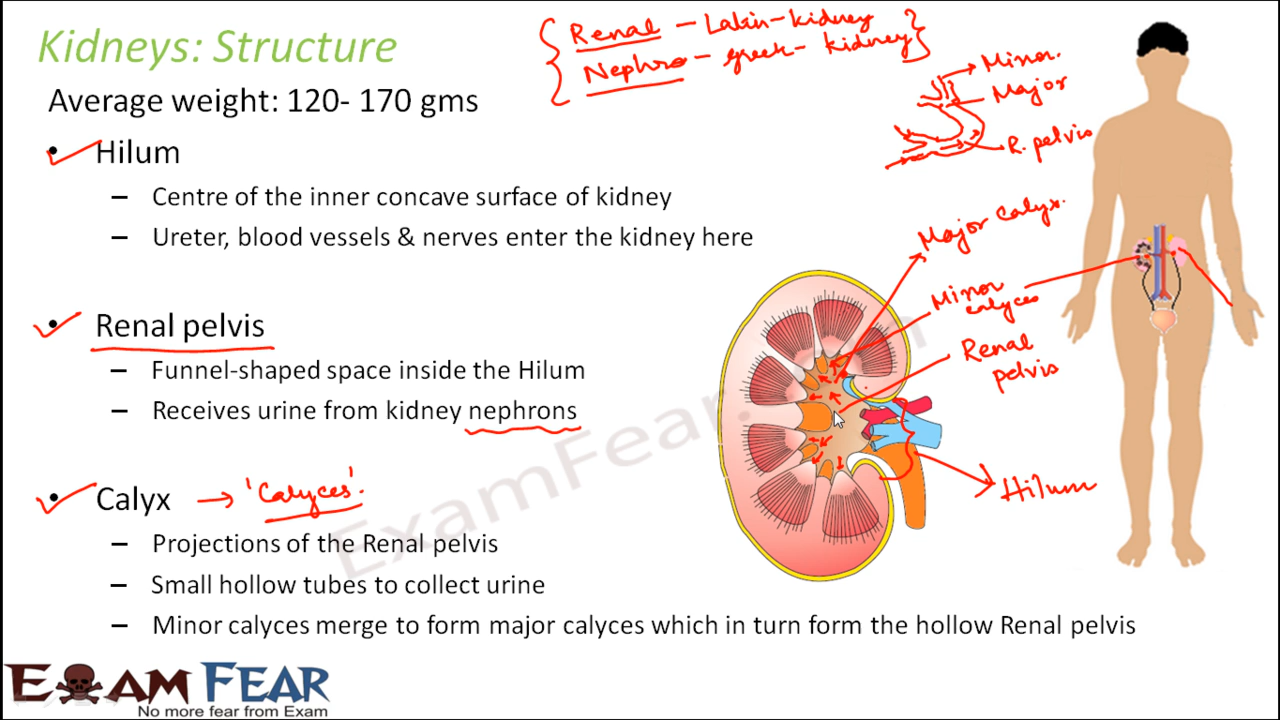 Kidneys: Structure
{ Renal - Latin - kidney }
{ Nephro - greek - kidney }
Average weight: 120- 170 gms
• Hilum
– Centre of the inner concave surface of kidney
– Ureter, blood vessels & nerves enter the kidney here
• Renal pelvis
– Funnel-shaped space inside the Hilum
– Receives urine from kidney nephrons
• Calyx → 'Calyces'.
– Projections of the Renal pelvis
– Small hollow tubes to collect urine
– Minor calyces merge to form major calyces which in turn form the hollow Renal pelvis
Minor.
Major
R. pelvis
Major calyx.
Minor
calyces
Renal
pelvis
Hilum
ExamFear.com
EXAM FEAR
No more fear from Exam